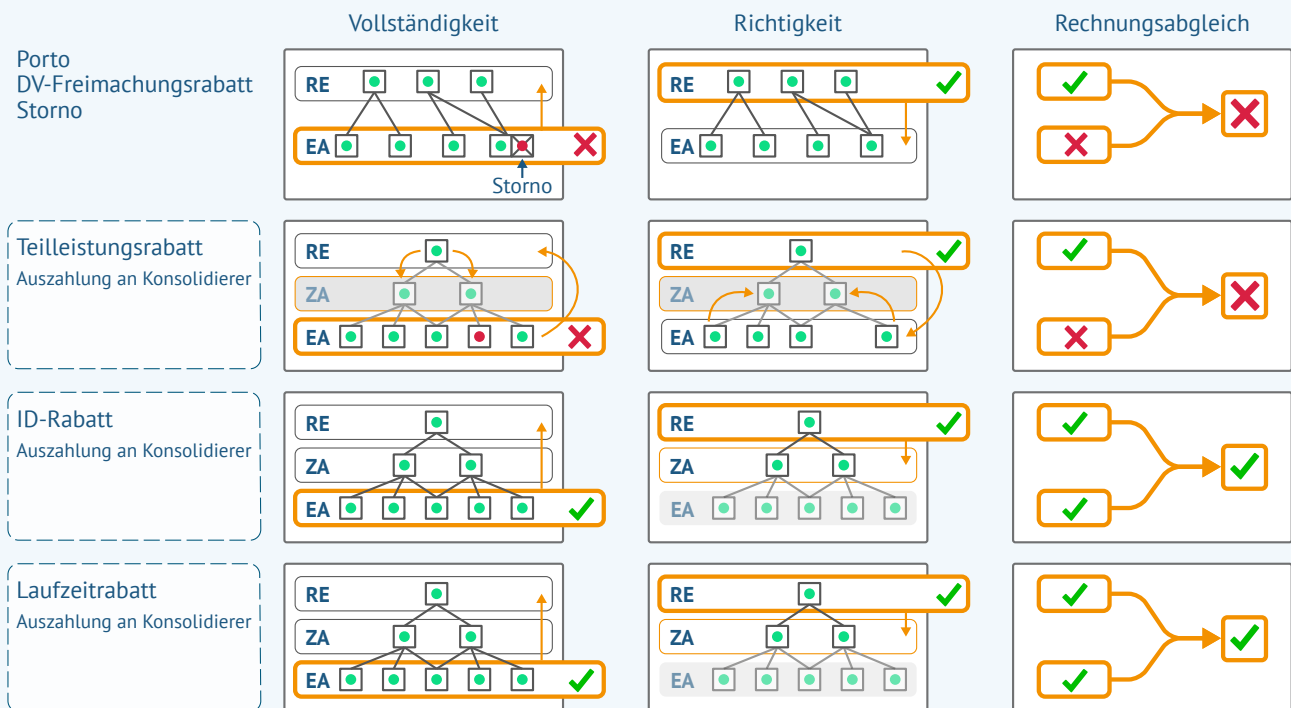 Vollständigkeit
Richtigkeit
Rechnungsabgleich
Porto
DV-Freimachungsrabatt
Storno
RE
EA
Storno
RE
EA
Teilleistungsrabatt
Auszahlung an Konsolidierer
RE
ZA
EA
RE
ZA
EA
ID-Rabatt
Auszahlung an Konsolidierer
RE
ZA
EA
RE
ZA
EA
Laufzeitrabatt
Auszahlung an Konsolidierer
RE
ZA
EA
RE
ZA
EA